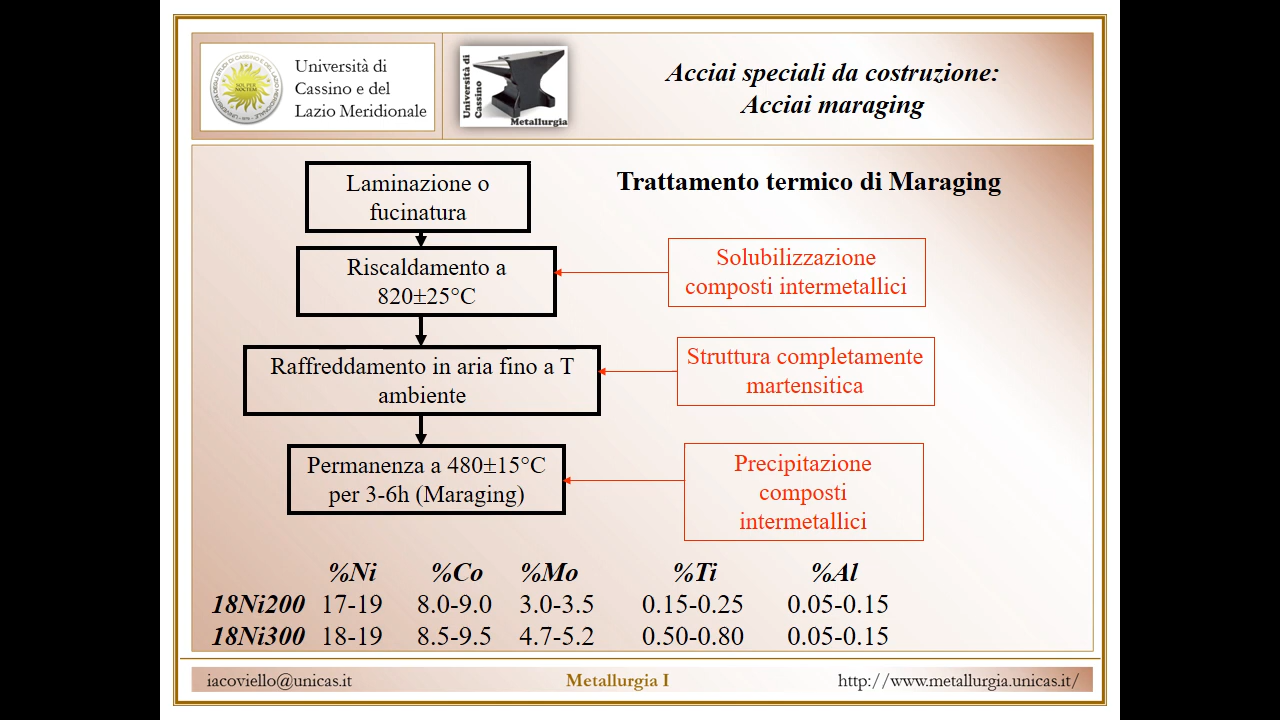 Università di
Cassino e del
Lazio Meridionale
Università di
Cassino
Metallurgia
Acciai speciali da costruzione:
Acciai maraging
Trattamento termico di Maraging
Laminazione o
fucinatura
Riscaldamento a
820±25°C
Solubilizzazione
composti intermetallici
Raffreddamento in aria fino a T
ambiente
Struttura completamente
martensitica
Permanenza a 480±15°C
per 3-6h (Maraging)
Precipitazione
composti
intermetallici
%Ni %Co %Mo %Ti %Al
18Ni200 17-19 8.0-9.0 3.0-3.5 0.15-0.25 0.05-0.15
18Ni300 18-19 8.5-9.5 4.7-5.2 0.50-0.80 0.05-0.15
iacoviello@unicas.it Metallurgia I http://www.metallurgia.unicas.it/